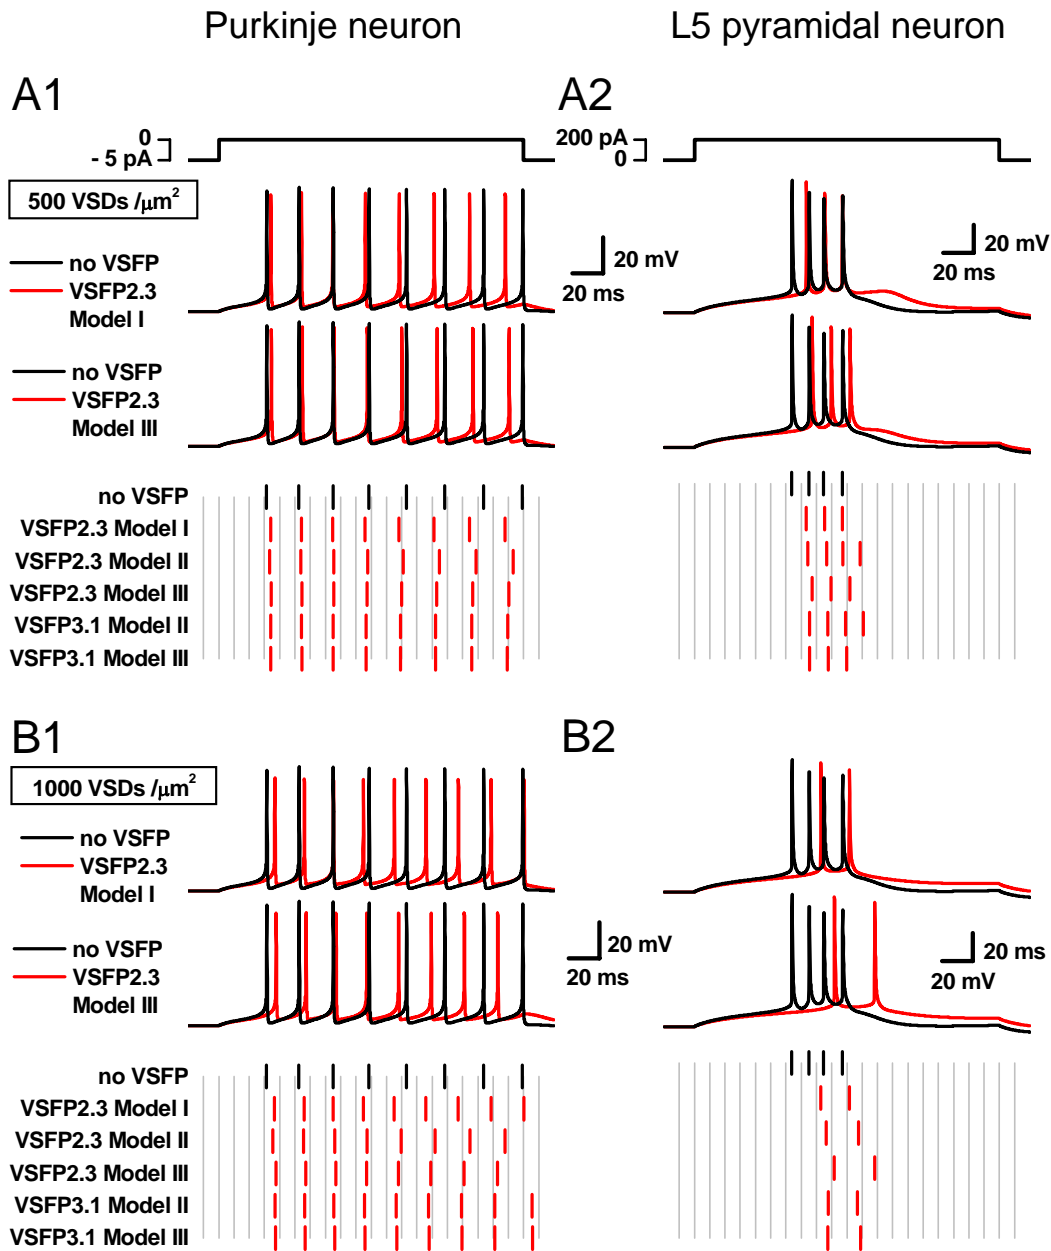 Purkinje neuron
L5 pyramidal neuron
A1
A2
0
- 5 pA
200 pA
0
500 VSDs /μm²
no VSFP
VSFP2.3
Model I
20 mV
20 ms
20 mV
20 ms
no VSFP
VSFP2.3
Model III
no VSFP
VSFP2.3 Model I
VSFP2.3 Model II
VSFP2.3 Model III
VSFP3.1 Model II
VSFP3.1 Model III
B1
B2
1000 VSDs /μm²
no VSFP
VSFP2.3
Model I
no VSFP
VSFP2.3
Model III
20 mV
20 ms
20 ms
20 mV
no VSFP
VSFP2.3 Model I
VSFP2.3 Model II
VSFP2.3 Model III
VSFP3.1 Model II
VSFP3.1 Model III